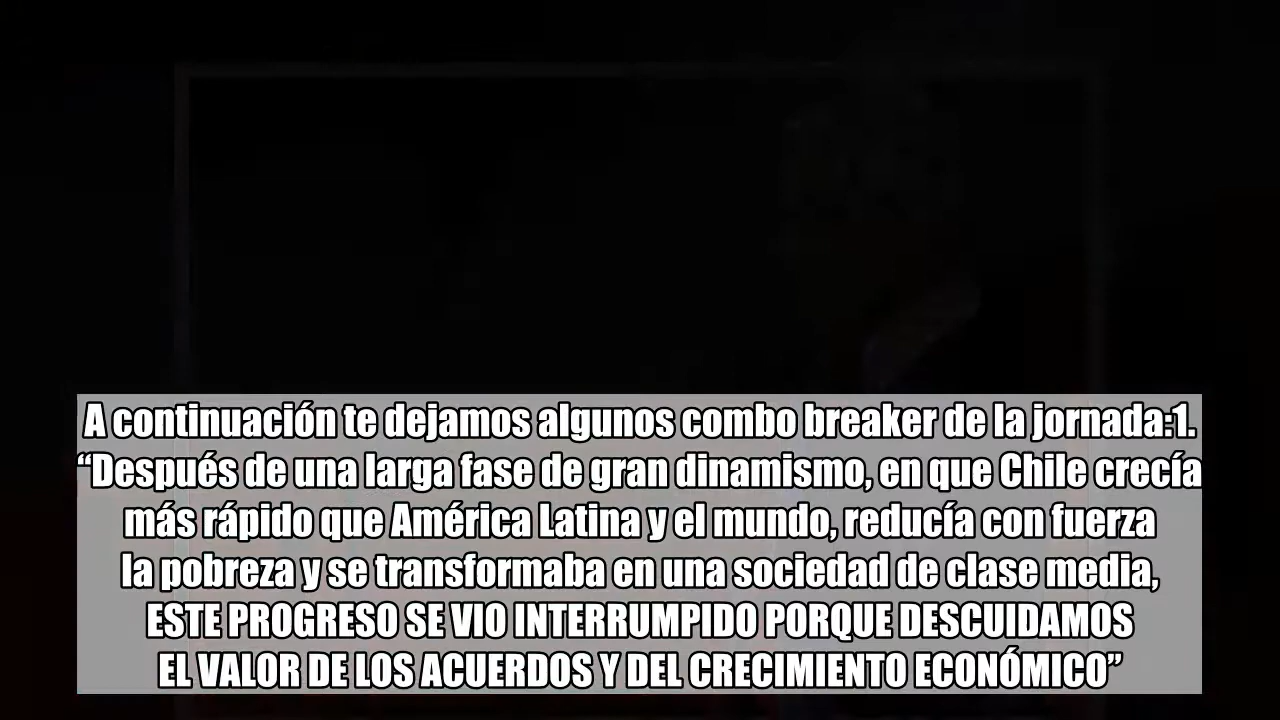 A continuación te dejamos algunos combo breaker de la jornada:1.
“Después de una larga fase de gran dinamismo, en que Chile crecía
más rápido que América Latina y el mundo, reducía con fuerza
la pobreza y se transformaba en una sociedad de clase media,
ESTE PROGRESO SE VIO INTERRUMPIDO PORQUE DESCUIDAMOS
EL VALOR DE LOS ACUERDOS Y DEL CRECIMIENTO ECONÓMICO”